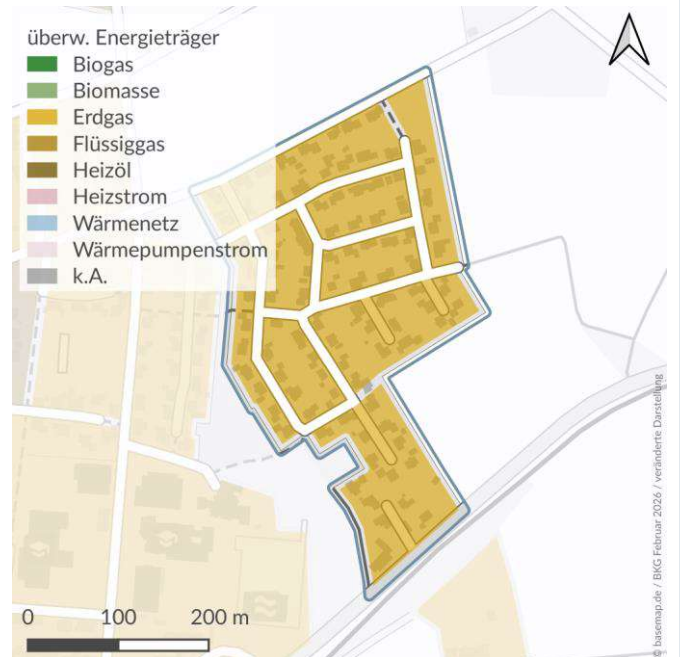 überw. Energieträger
Biogas
Biomasse
Erdgas
Flüssiggas
Heizöl
Heizstrom
Wärmenetz
Wärmepumpenstrom
k.A.
0 100 200 m
© basemap.de / BKG Februar 2026 / veränderte Darstellung